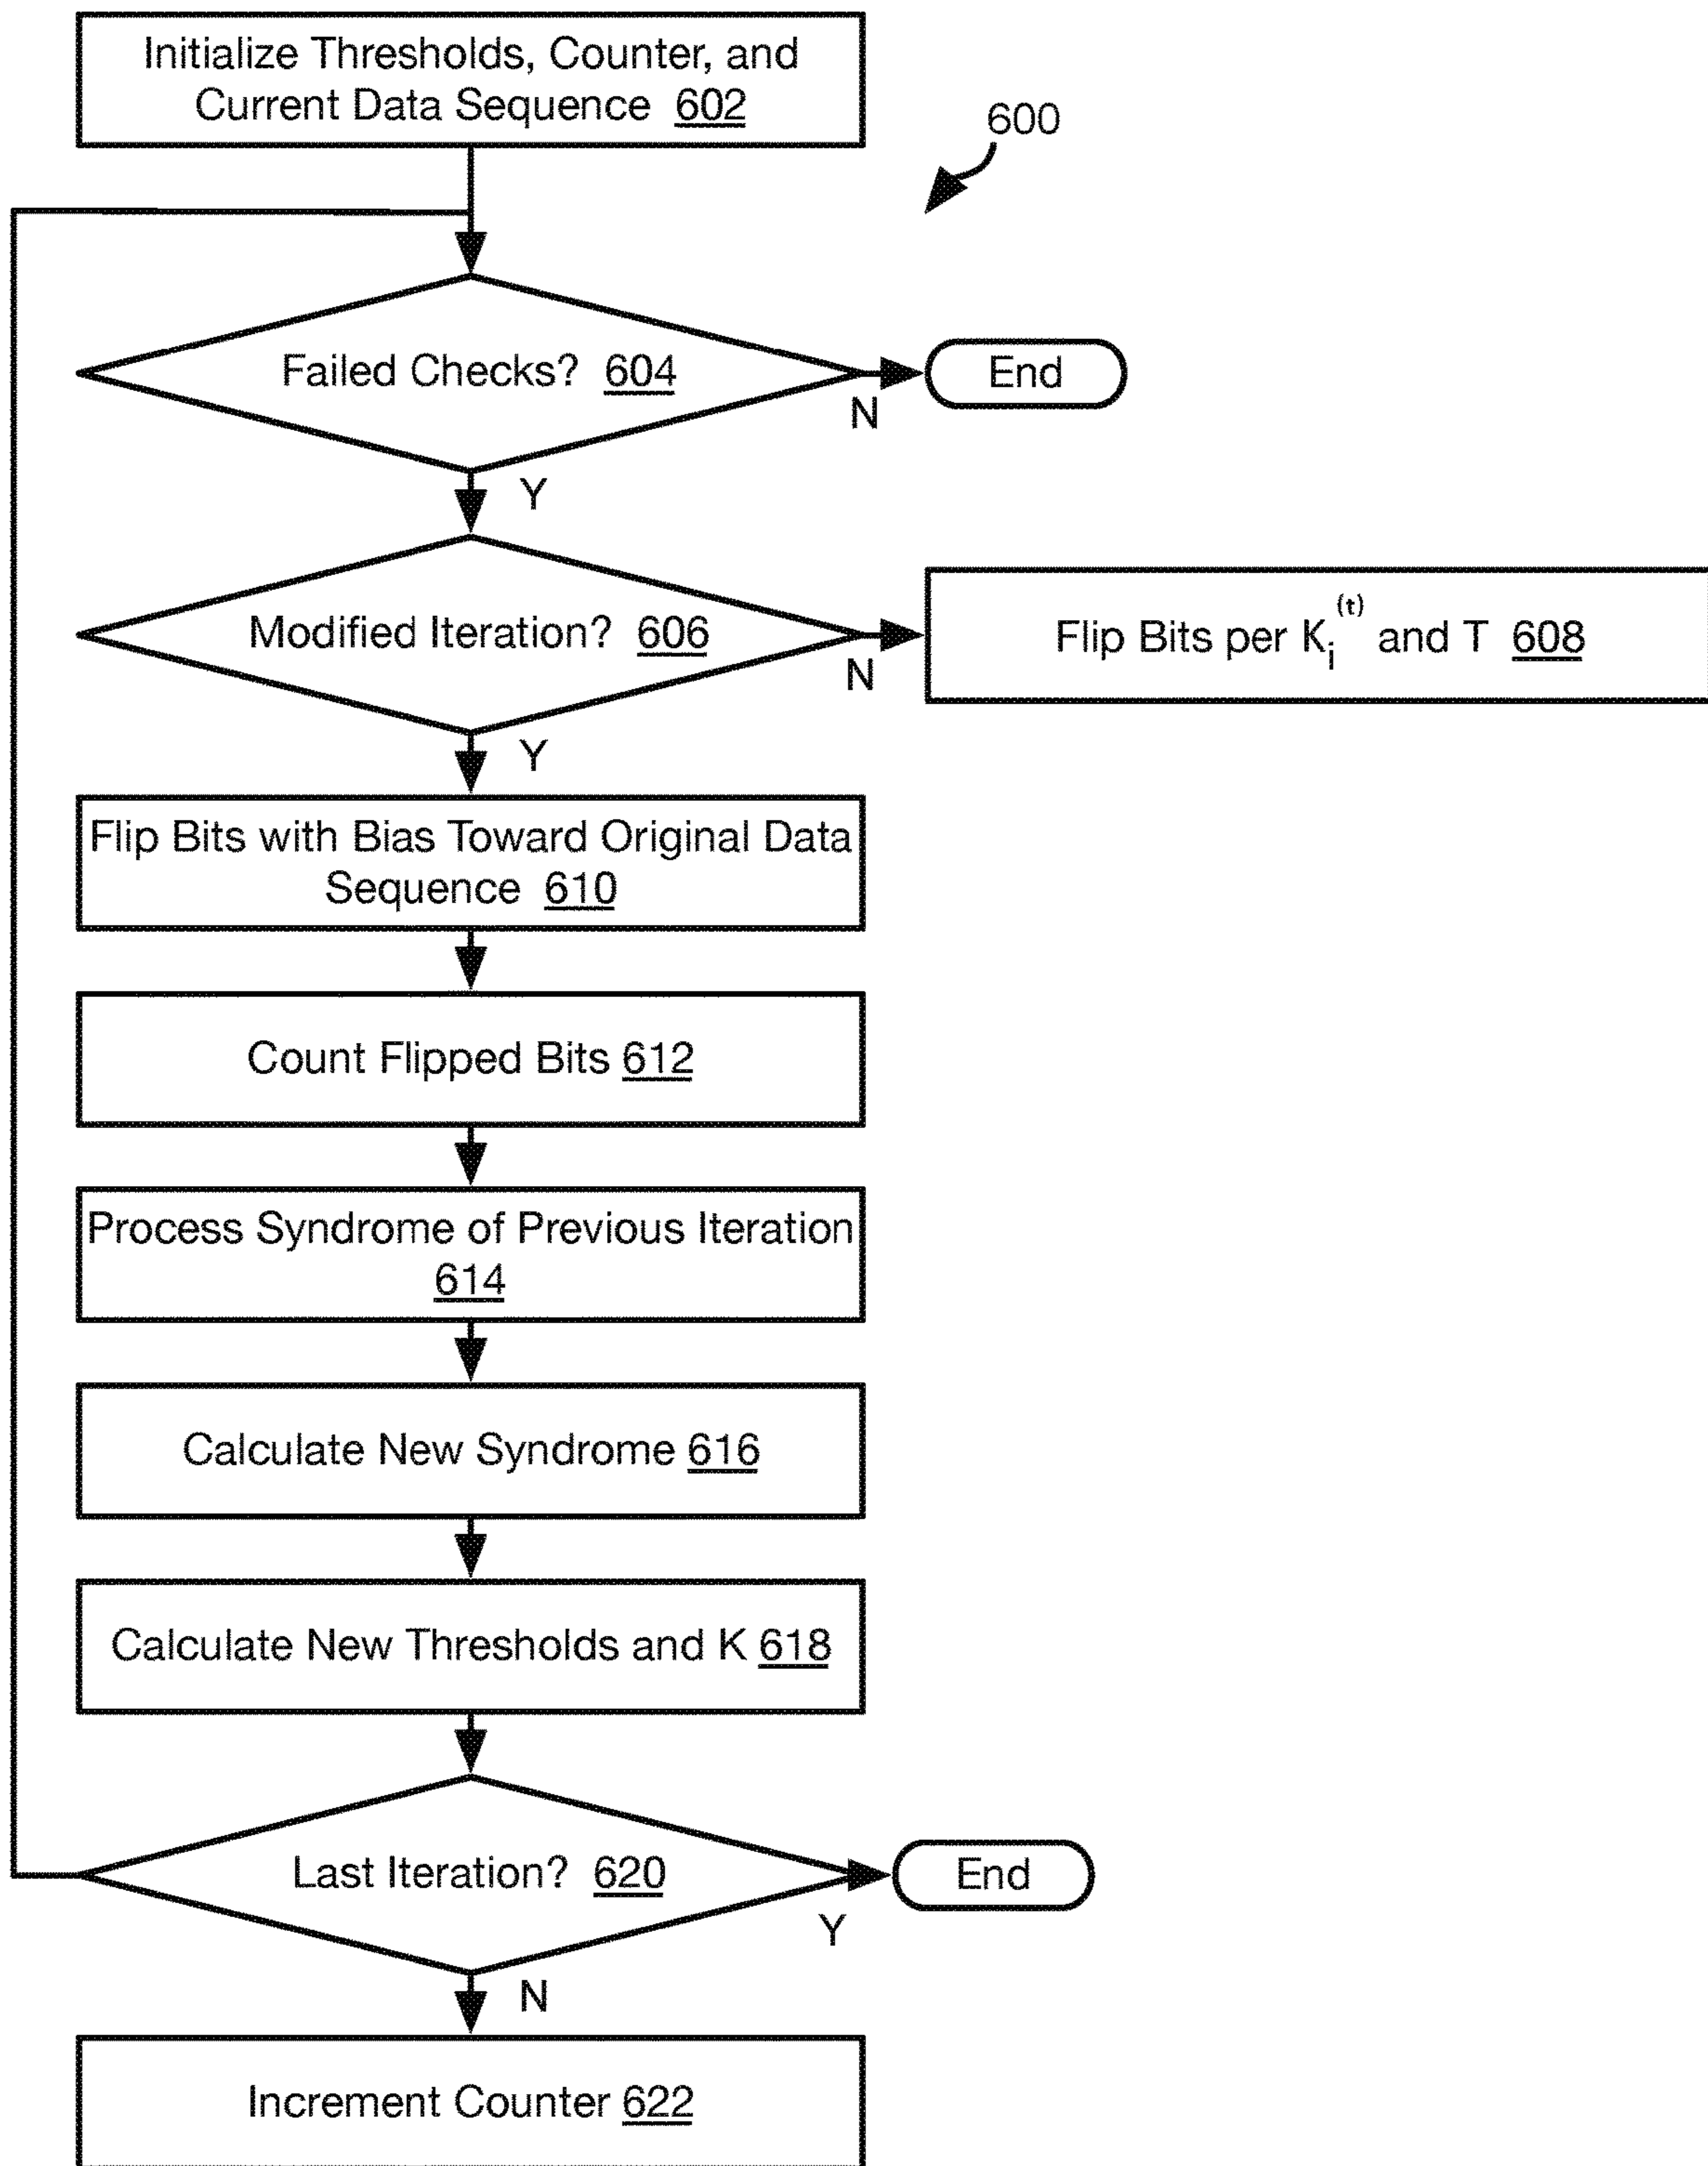 Initialize Thresholds, Counter, and
Current Data Sequence 602
600
Failed Checks? 604
End
N
Y
Modified Iteration? 606
Flip Bits per Ki(t) and T 608
N
Y
Flip Bits with Bias Toward Original Data
Sequence 610
Count Flipped Bits 612
Process Syndrome of Previous Iteration
614
Calculate New Syndrome 616
Calculate New Thresholds and K 618
Last Iteration? 620
End
Y
N
Increment Counter 622